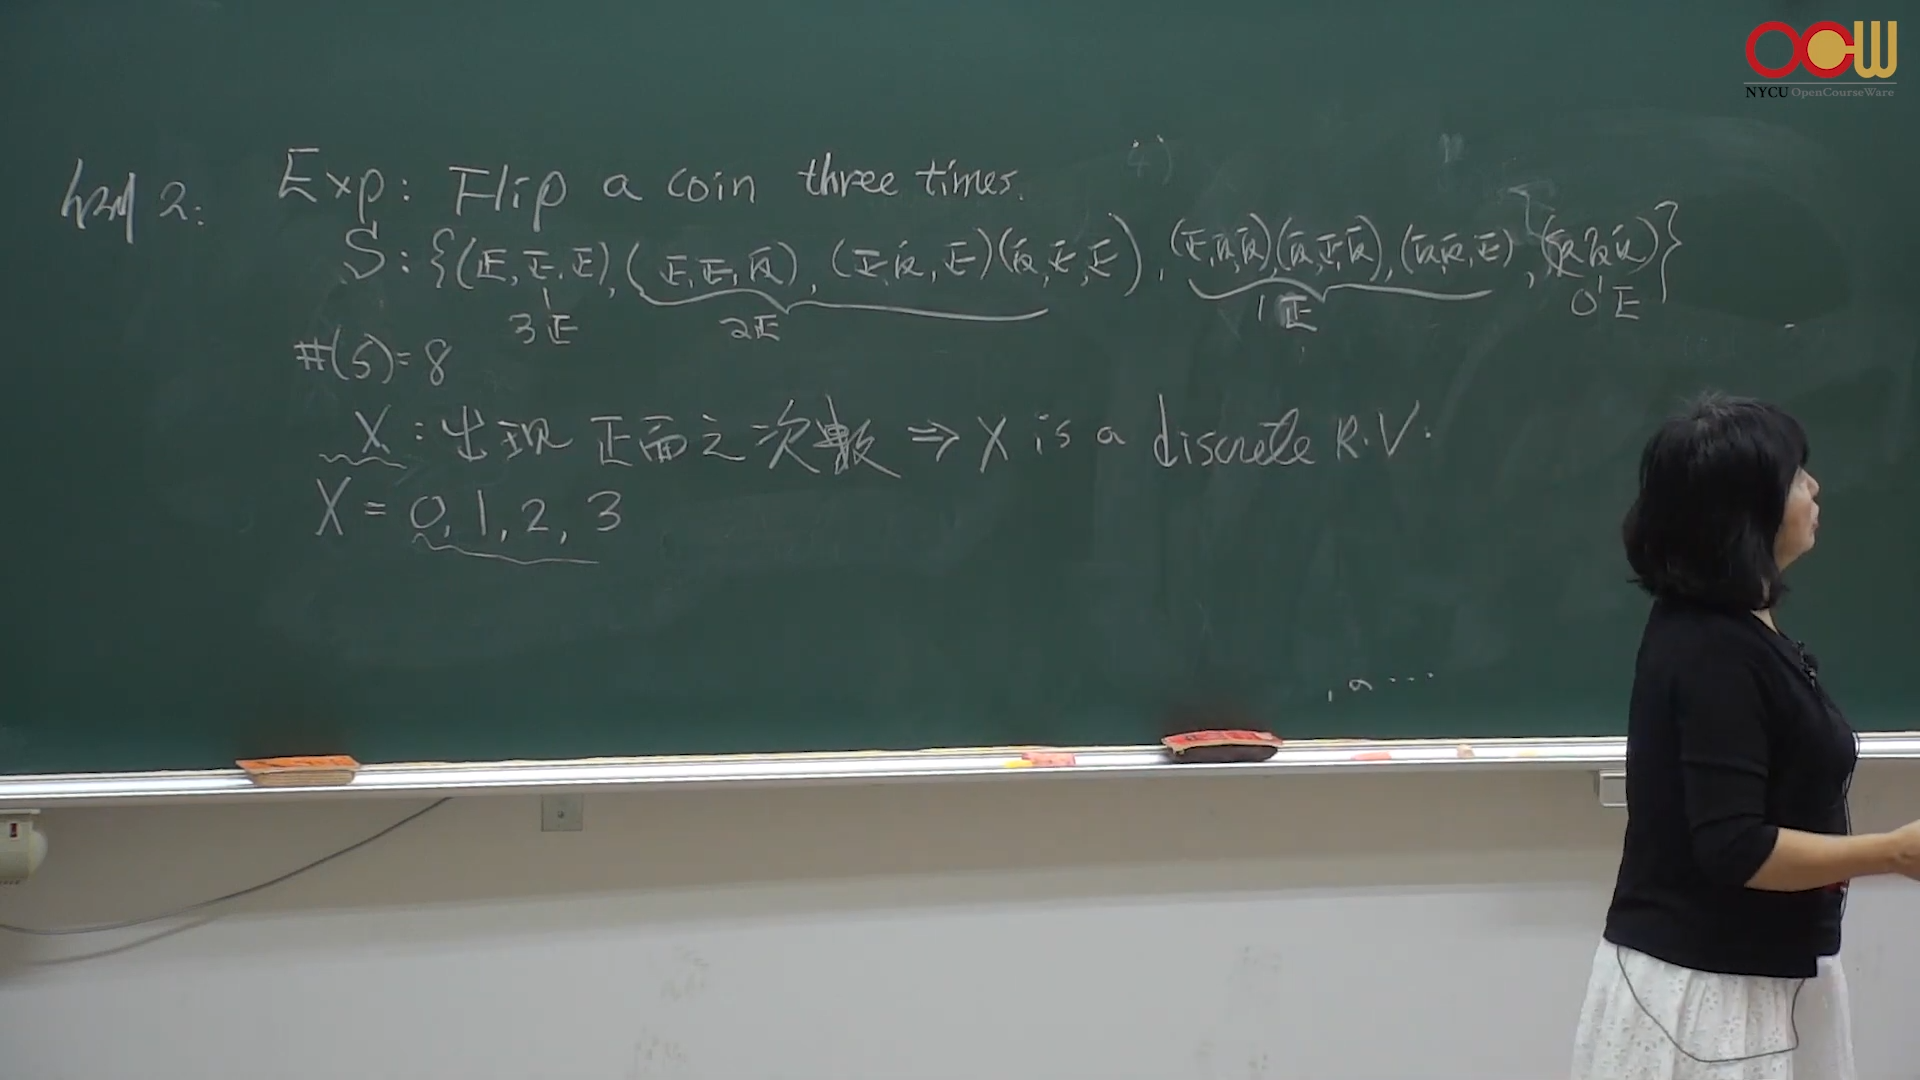 OCW
NYCU OpenCourseWare
例2: Exp: Flip a coin three times.
S: {(正,正,正), (正,正,反), (正,反,正)(反,正,正), (正,反,反)(反,正,反), (反,反,正), (反,反,反)}
3正 2正 1正 0正
#(S)=8
X: 出現正面之次數 ⇒ X is a discrete R.V.
X = 0, 1, 2, 3